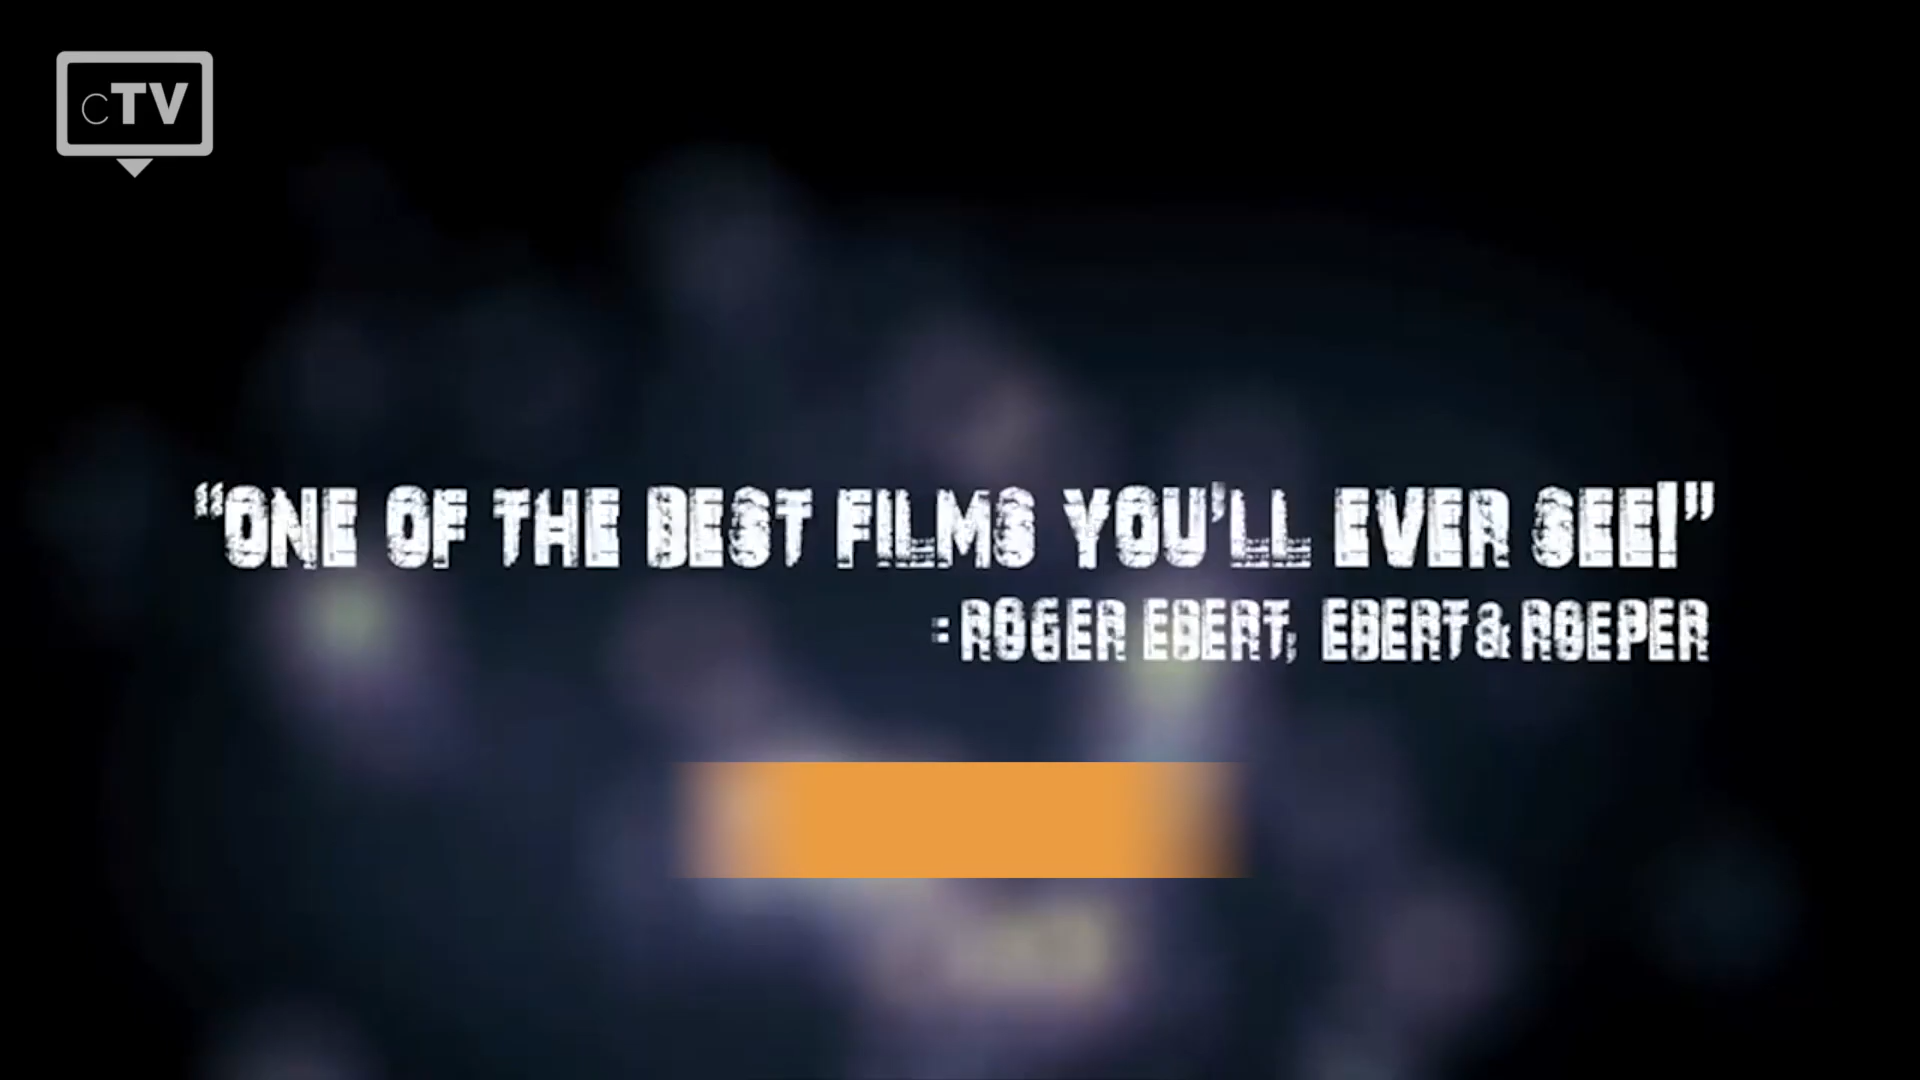 cTV
“ONE OF THE BEST FILMS YOU'LL EVER SEE!”
- ROGER EBERT, EBERT & ROEPER